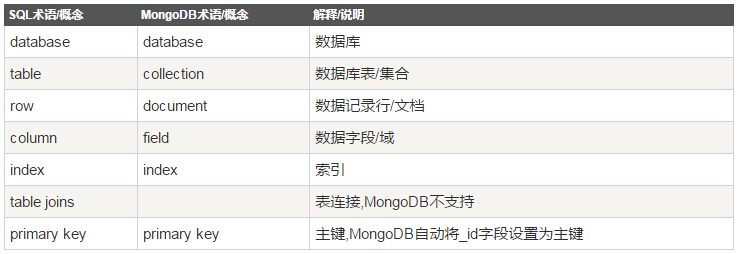 SQL术语/概念 MongoDB术语/概念 解释/说明
database database 数据库
table collection 数据库表/集合
row document 数据记录行/文档
column field 数据字段/域
index index 索引
table joins 表连接,MongoDB不支持
primary key primary key 主键,MongoDB自动将_id字段设置为主键